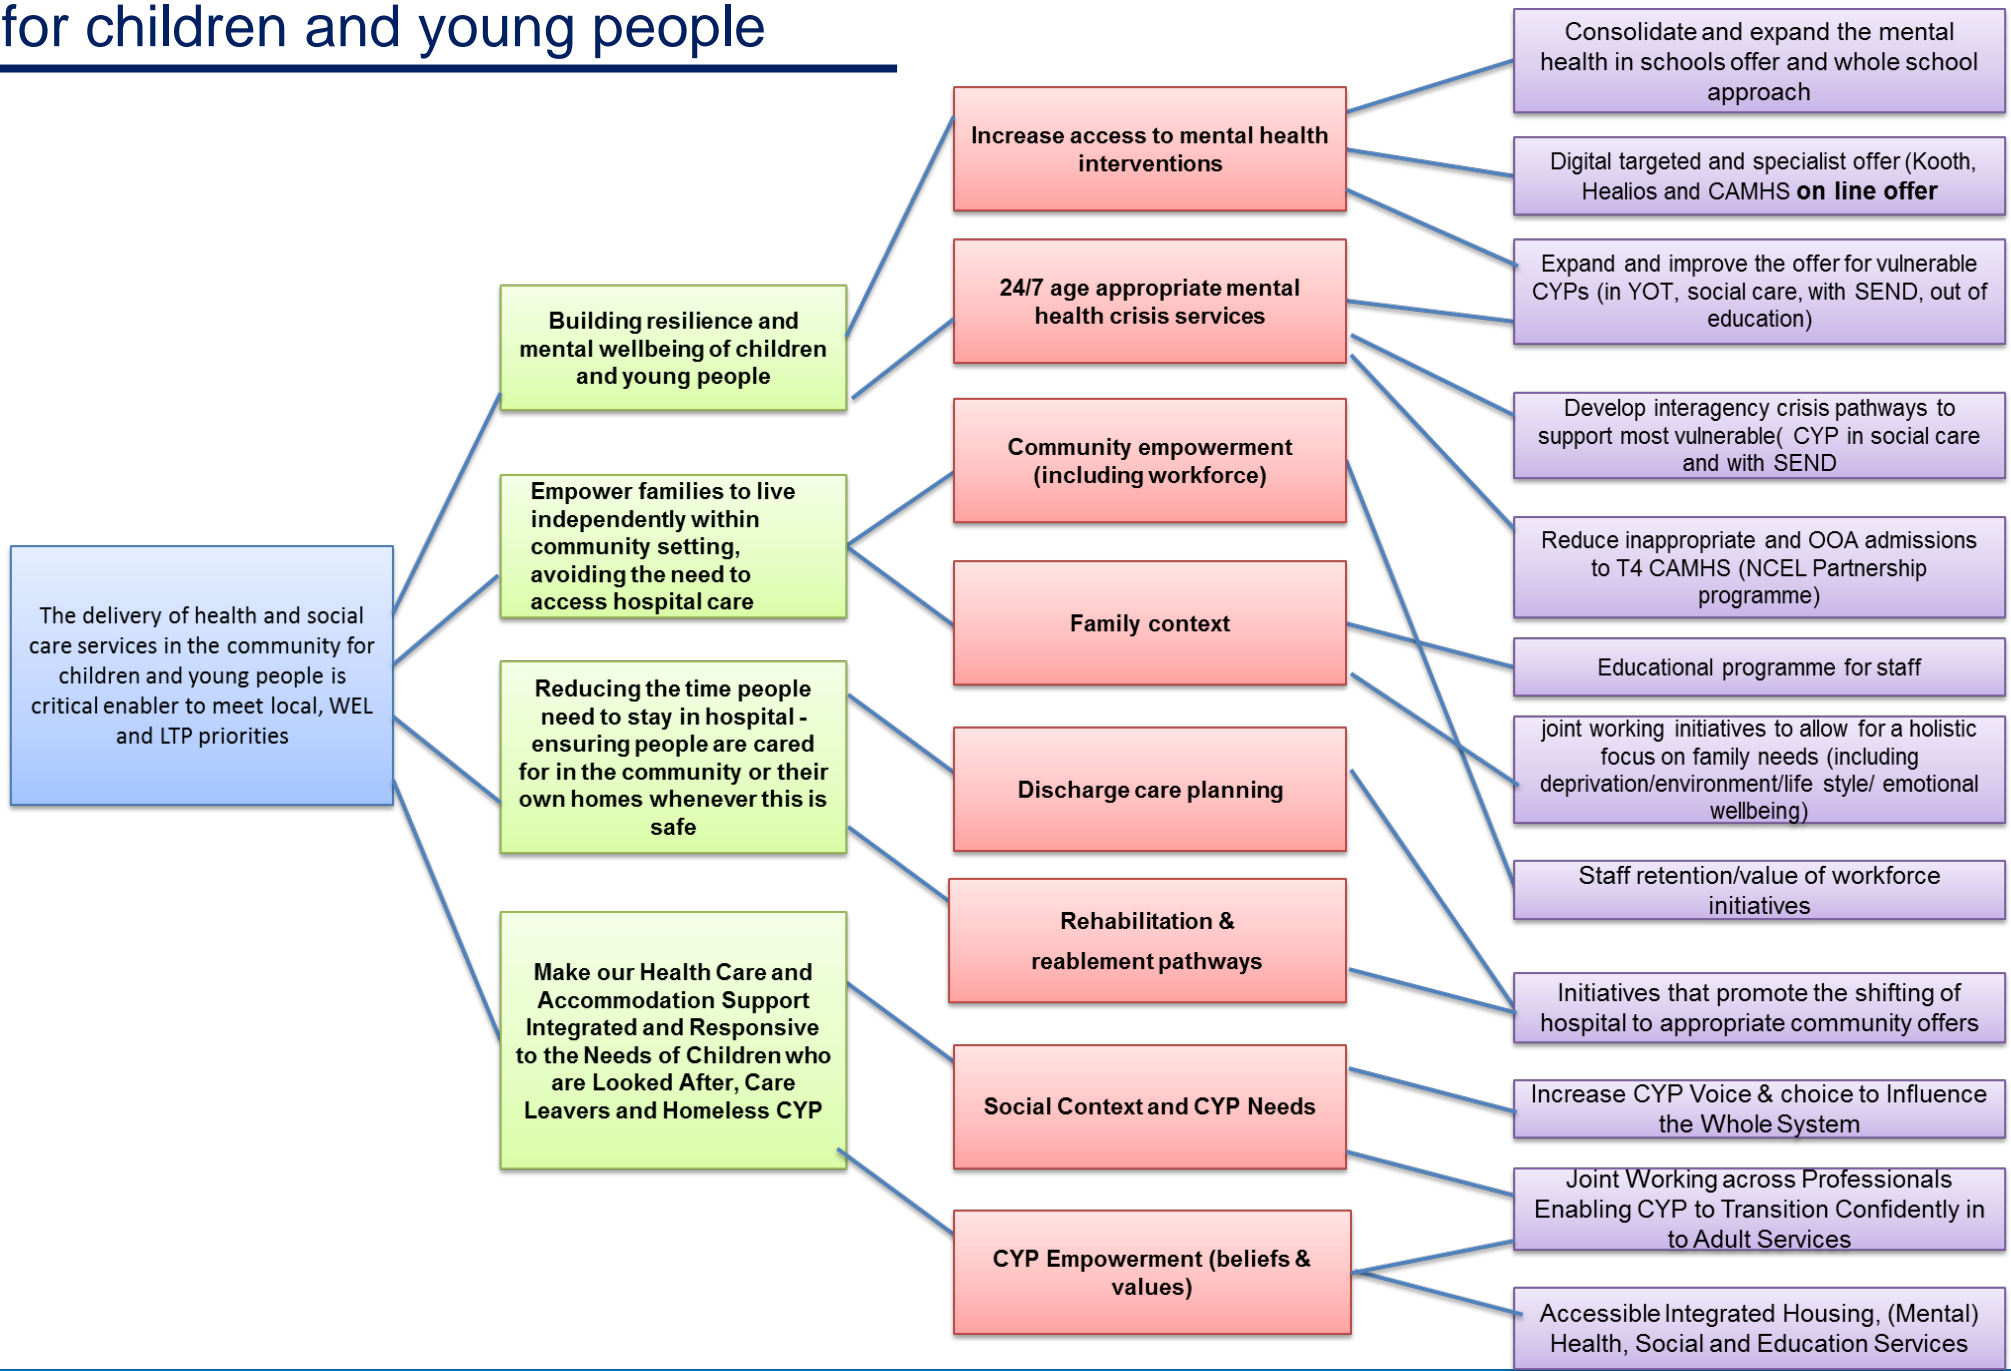 for children and young people
The delivery of health and social
care services in the community for
children and young people is
critical enabler to meet local, WEL
and LTP priorities
Building resilience and
mental wellbeing of children
and young people
Empower families to live
independently within
community setting,
avoiding the need to
access hospital care
Reducing the time people
need to stay in hospital -
ensuring people are cared
for in the community or their
own homes whenever this is
safe
Make our Health Care and
Accommodation Support
Integrated and Responsive
to the Needs of Children who
are Looked After, Care
Leavers and Homeless CYP
Increase access to mental health
interventions
24/7 age appropriate mental
health crisis services
Community empowerment
(including workforce)
Family context
Discharge care planning
Rehabilitation &
reablement pathways
Social Context and CYP Needs
CYP Empowerment (beliefs &
values)
Consolidate and expand the mental
health in schools offer and whole school
approach
Digital targeted and specialist offer (Kooth,
Healios and CAMHS on line offer
Expand and improve the offer for vulnerable
CYPs (in YOT, social care, with SEND, out of
education)
Develop interagency crisis pathways to
support most vulnerable( CYP in social care
and with SEND
Reduce inappropriate and OOA admissions
to T4 CAMHS (NCEL Partnership
programme)
Educational programme for staff
joint working initiatives to allow for a holistic
focus on family needs (including
deprivation/environment/life style/ emotional
wellbeing)
Staff retention/value of workforce
initiatives
Initiatives that promote the shifting of
hospital to appropriate community offers
Increase CYP Voice & choice to Influence
the Whole System
Joint Working across Professionals
Enabling CYP to Transition Confidently in
to Adult Services
Accessible Integrated Housing, (Mental)
Health, Social and Education Services